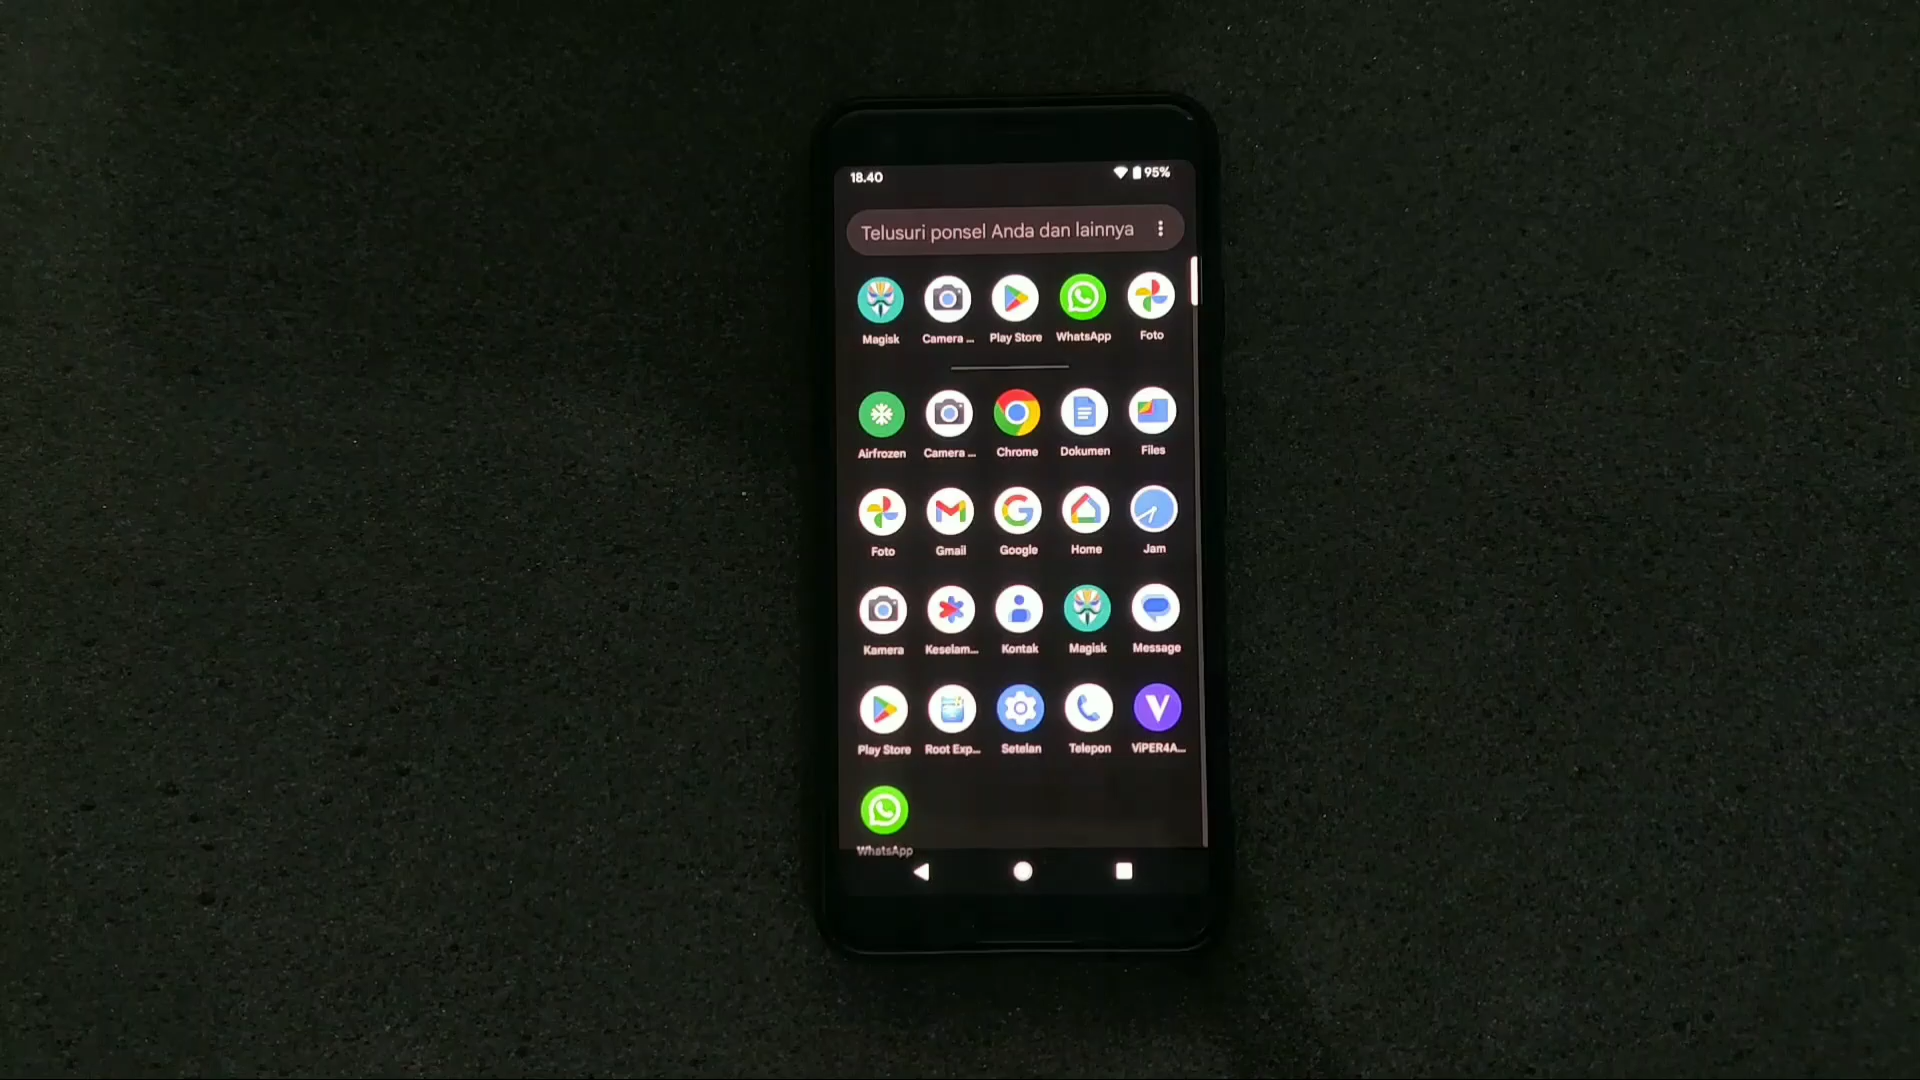 18.40 95%
Telusuri ponsel Anda dan lainnya
Magisk Camera ... Play Store WhatsApp Foto
Airfrozen Camera ... Chrome Dokumen Files
Foto Gmail Google Home Jam
Kamera Keselam... Kontak Magisk Message
Play Store Root Exp... Setelan Telepon ViPER4A...
WhatsApp